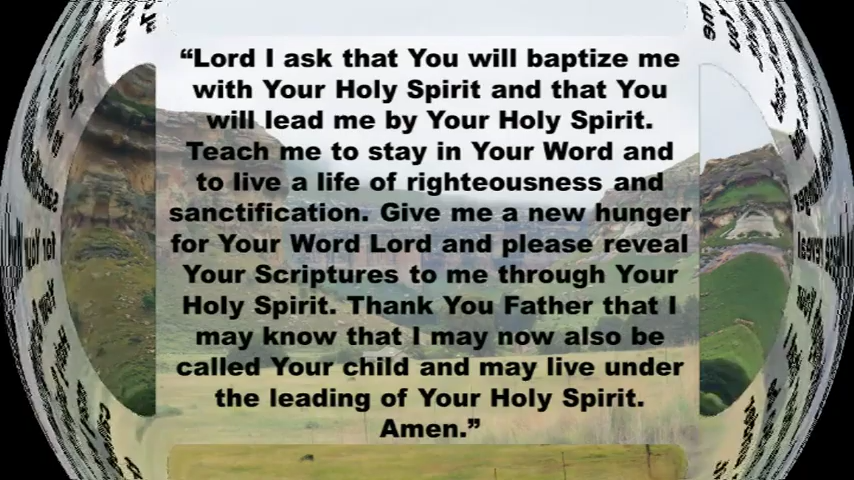 “Lord I ask that You will baptize me
with Your Holy Spirit and that You
will lead me by Your Holy Spirit.
Teach me to stay in Your Word and
to live a life of righteousness and
sanctification. Give me a new hunger
for Your Word Lord and please reveal
Your Scriptures to me through Your
Holy Spirit. Thank You Father that I
may know that I may now also be
called Your child and may live under
the leading of Your Holy Spirit.
Amen.”